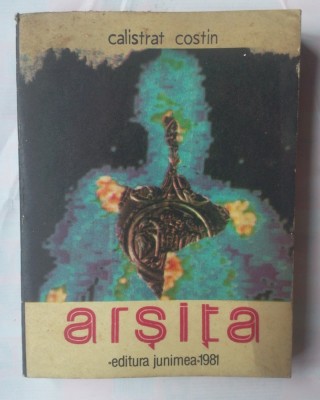 calistrat costin
arșița
-editura junimea-1981